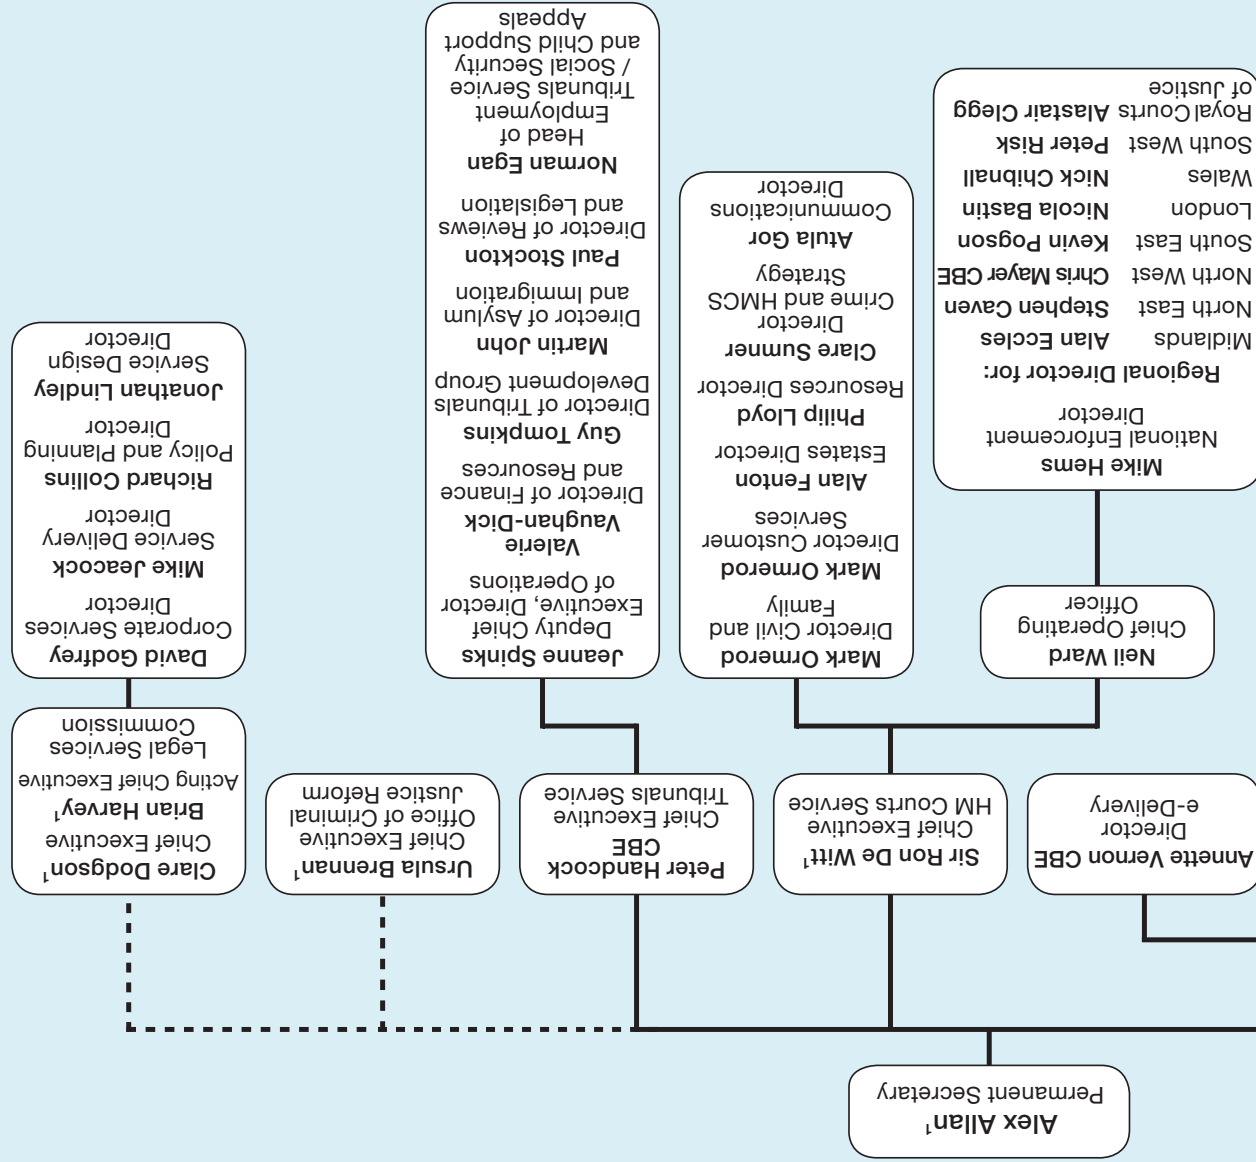 Alex Allan¹
Permanent Secretary
Annette Vernon CBE
Director
e-Delivery
Sir Ron De Witt¹
Chief Executive
HM Courts Service
Peter Handcock
CBE
Chief Executive
Tribunals Service
Ursula Brennan¹
Chief Executive
Office of Criminal
Justice Reform
Clare Dodgson¹
Chief Executive
Brian Harvey¹
Acting Chief Executive
Legal Services
Commission
Neil Ward
Chief Operating
Officer
Mike Hems
National Enforcement
Director
Regional Director for:
Midlands Alan Eccles
North East Stephen Caven
North West Chris Mayer CBE
South East Kevin Pogson
London Nicola Bastin
Wales Nick Chibnall
South West Peter Risk
Royal Courts Alastair Clegg
of Justice
Mark Ormerod
Director Civil and
Family
Mark Ormerod
Director Customer
Services
Alan Fenton
Estates Director
Philip Lloyd
Resources Director
Clare Sumner
Director
Crime and HMCS
Strategy
Atula Gor
Communications
Director
Jeanne Spinks
Deputy Chief
Executive, Director
of Operations
Valerie
Vaughan-Dick
Director of Finance
and Resources
Guy Tompkins
Director of Tribunals
Development Group
Martin John
Director of Asylum
and Immigration
Paul Stockton
Director of Reviews
and Legislation
Norman Egan
Head of
Employment
Tribunals Service
/ Social Security
and Child Support
Appeals
David Godfrey
Corporate Services
Director
Mike Jeacock
Service Delivery
Director
Richard Collins
Policy and Planning
Director
Jonathan Lindley
Service Design
Director